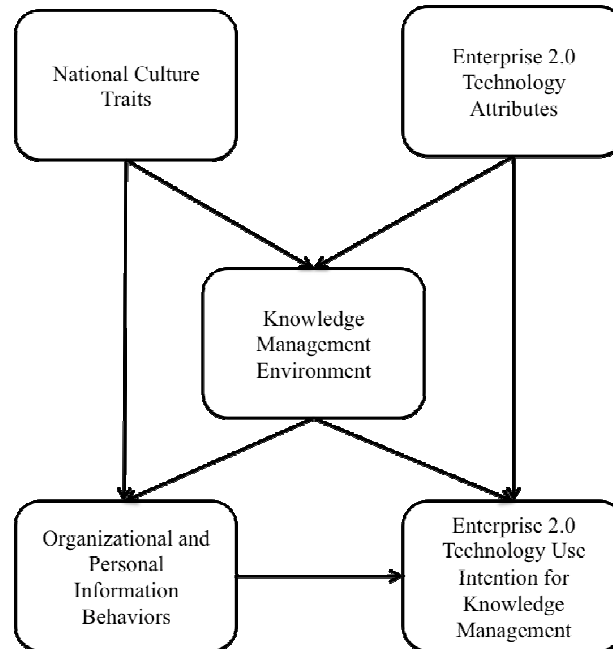 National Culture
Traits
Enterprise 2.0
Technology
Attributes
Knowledge
Management
Environment
Organizational and
Personal
Information
Behaviors
Enterprise 2.0
Technology Use
Intention for
Knowledge
Management